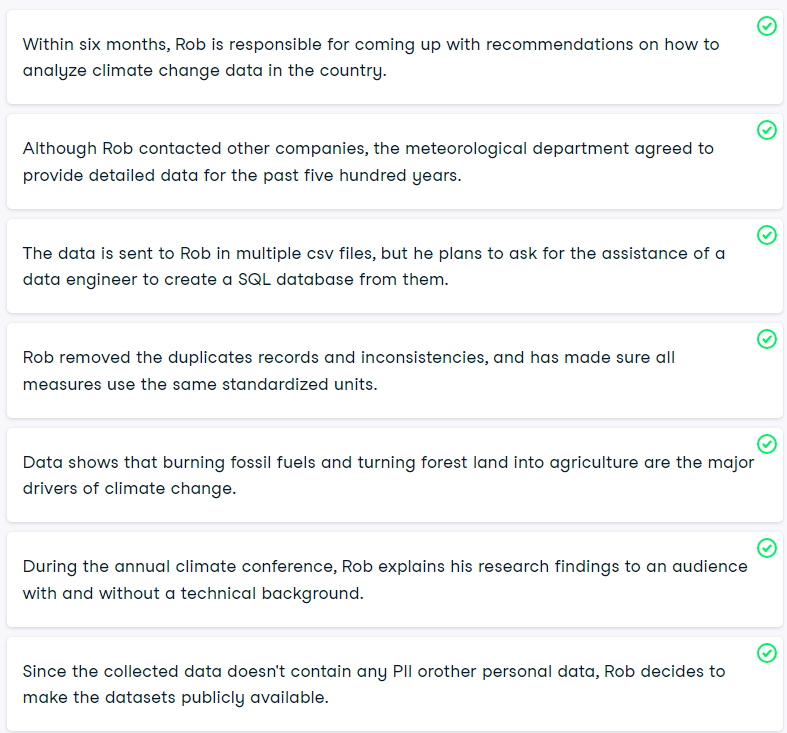 Within six months, Rob is responsible for coming up with recommendations on how to
analyze climate change data in the country.
Although Rob contacted other companies, the meteorological department agreed to
provide detailed data for the past five hundred years.
The data is sent to Rob in multiple csv files, but he plans to ask for the assistance of a
data engineer to create a SQL database from them.
Rob removed the duplicates records and inconsistencies, and has made sure all
measures use the same standardized units.
Data shows that burning fossil fuels and turning forest land into agriculture are the major
drivers of climate change.
During the annual climate conference, Rob explains his research findings to an audience
with and without a technical background.
Since the collected data doesn't contain any PII orother personal data, Rob decides to
make the datasets publicly available.